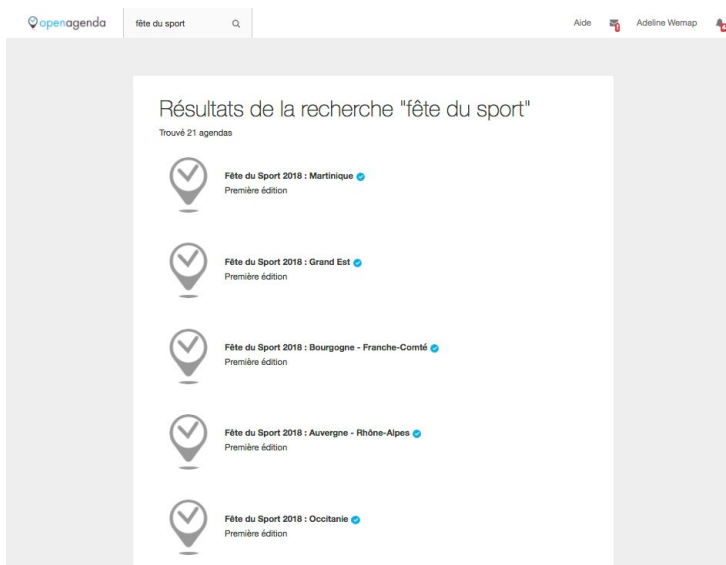 openagenda
fête du sport
Aide
1
Adeline Wemap
Résultats de la recherche "fête du sport"
Trouvé 21 agendas
Fête du Sport 2018 : Martinique
Première édition
Fête du Sport 2018 : Grand Est
Première édition
Fête du Sport 2018 : Bourgogne - Franche-Comté
Première édition
Fête du Sport 2018 : Auvergne - Rhône-Alpes
Première édition
Fête du Sport 2018 : Occitanie
Première édition